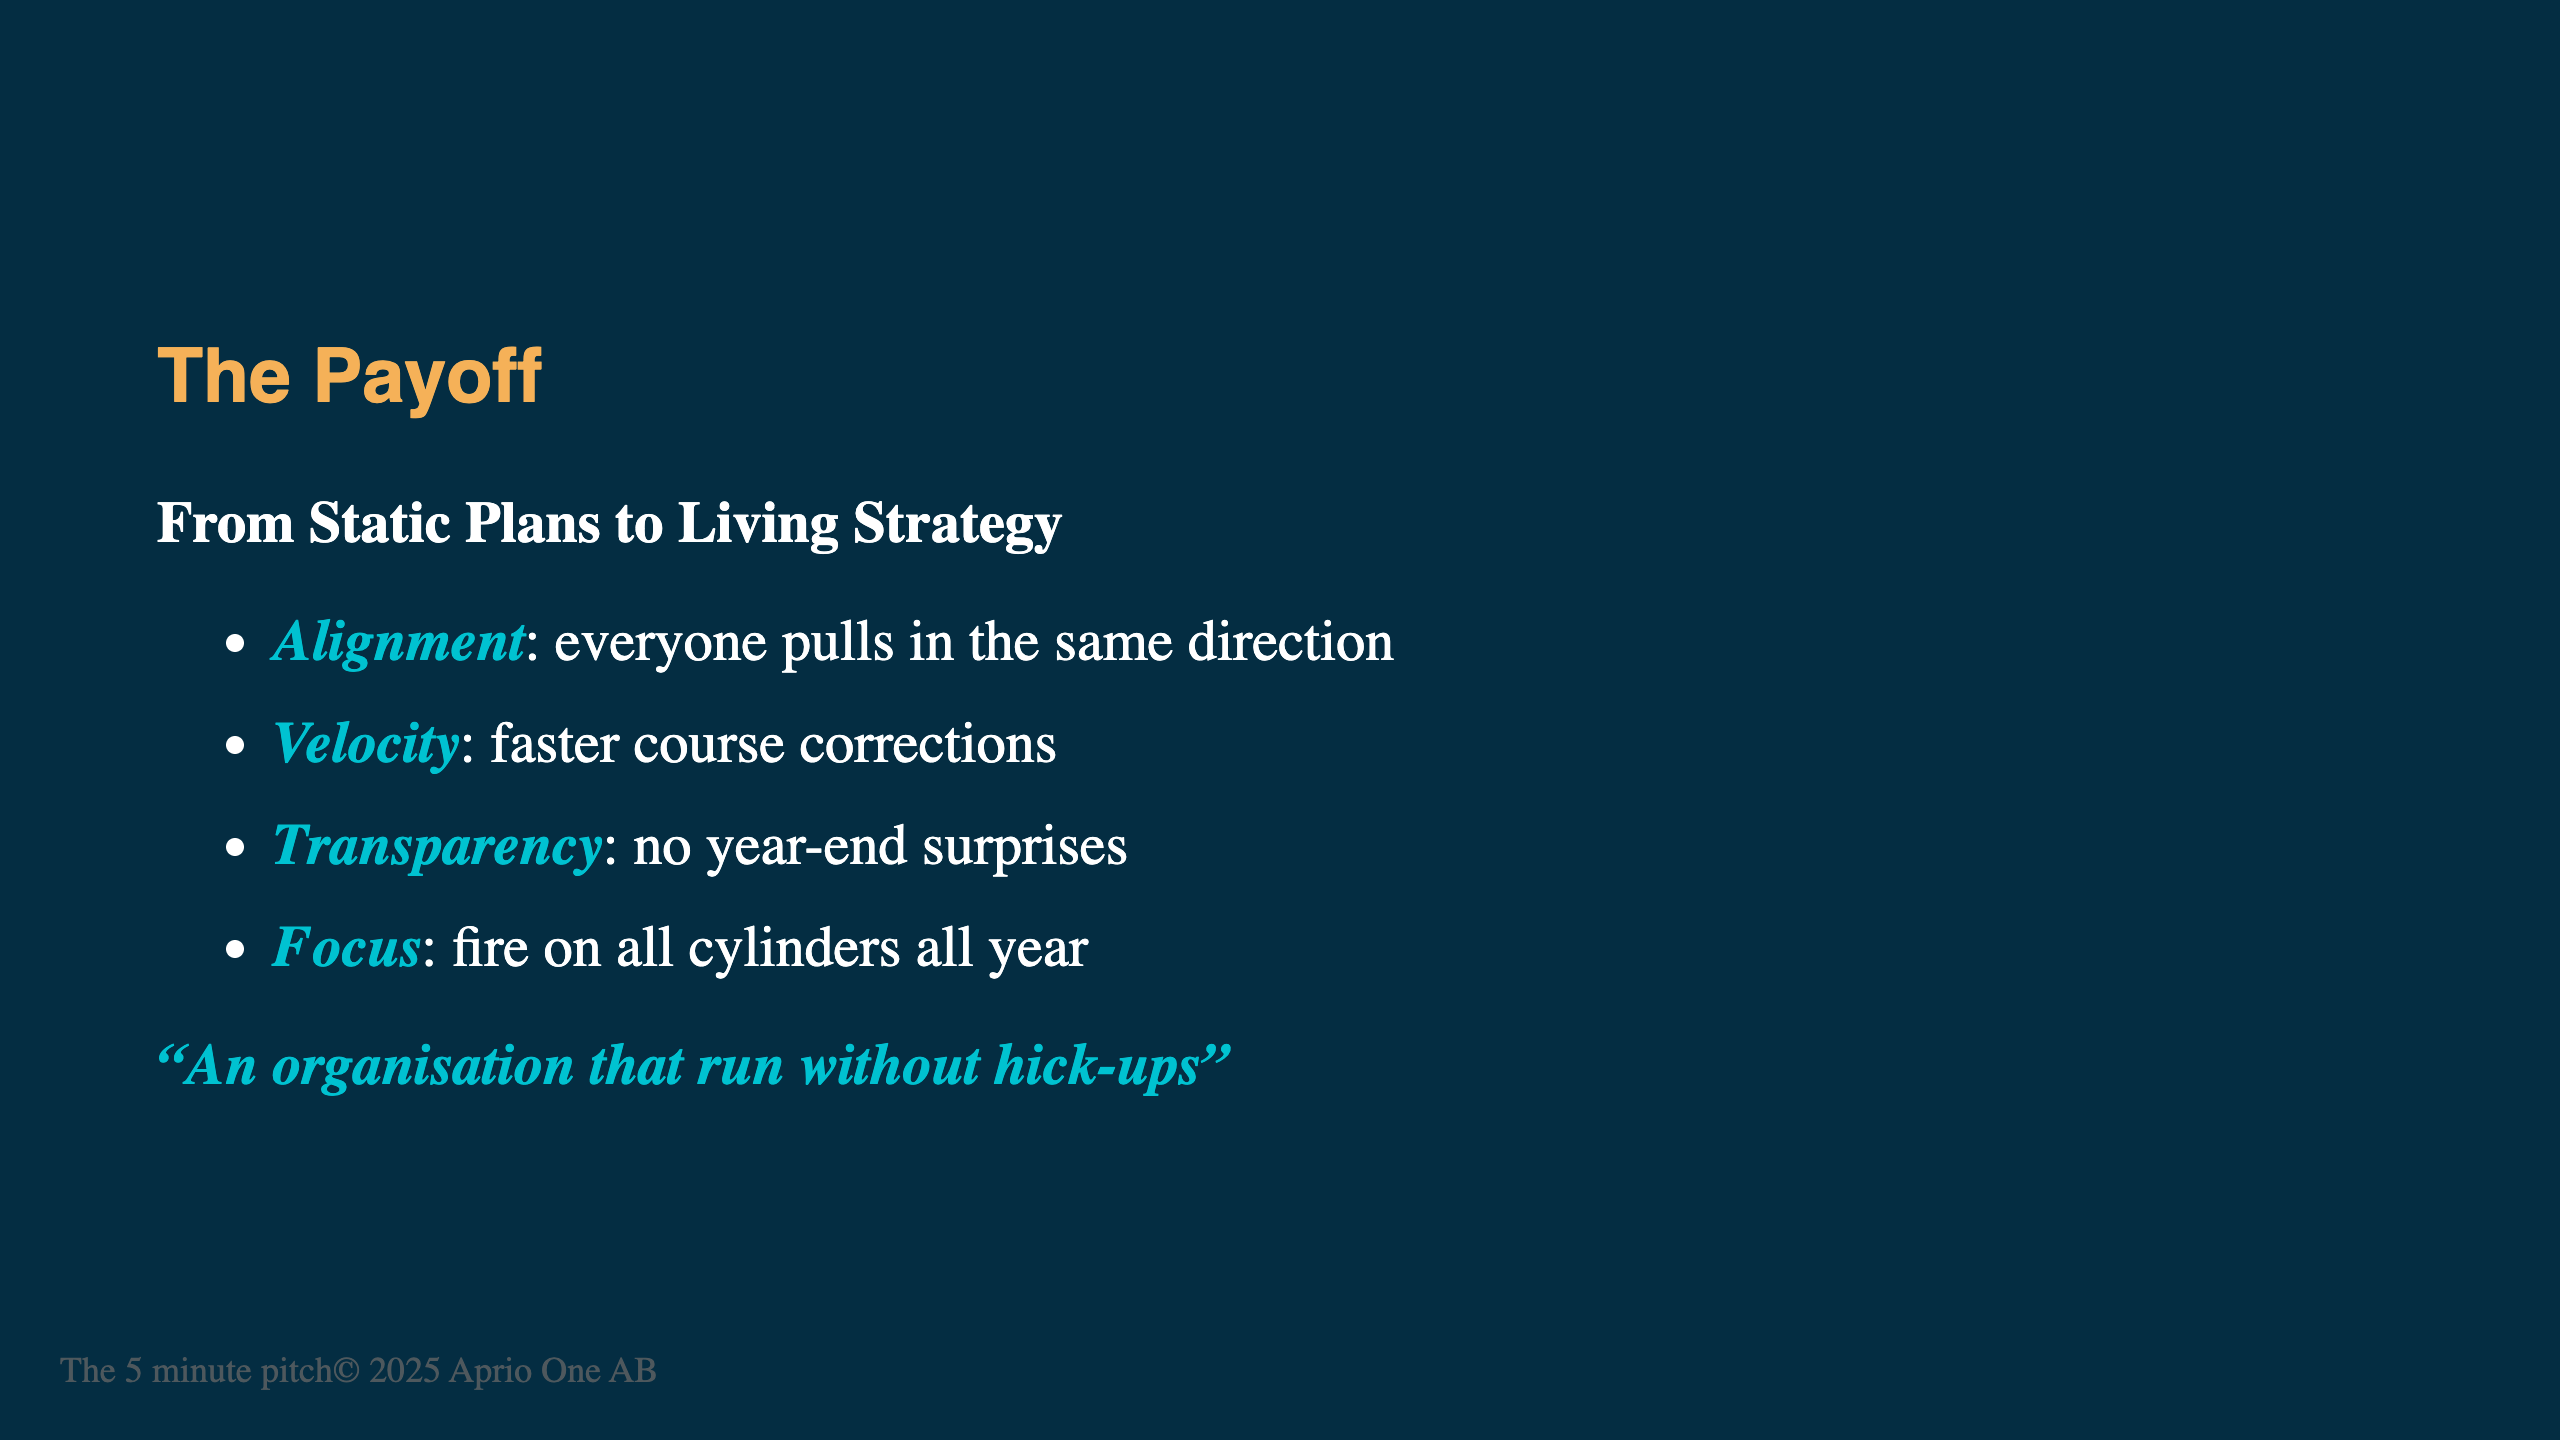 The Payoff
From Static Plans to Living Strategy
• Alignment: everyone pulls in the same direction
• Velocity: faster course corrections
• Transparency: no year-end surprises
• Focus: fire on all cylinders all year
“An organisation that run without hick-ups”
The 5 minute pitch© 2025 Aprio One AB